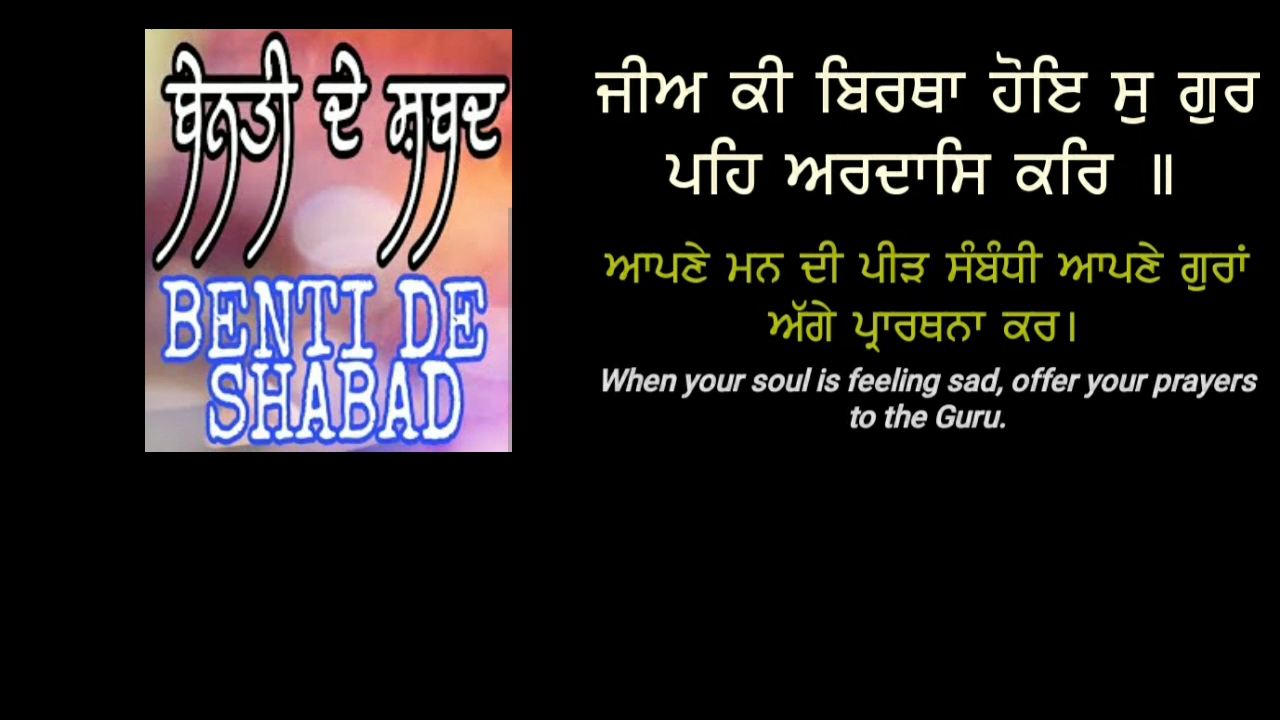 ਬੇਨਤੀ ਦੇ ਸ਼ਬਦ
BENTI DE
SHABAD
ਜੀਅ ਕੀ ਬਿਰਥਾ ਹੋਇ ਸੁ ਗੁਰ
ਪਹਿ ਅਰਦਾਸਿ ਕਰਿ ॥
ਆਪਣੇ ਮਨ ਦੀ ਪੀੜ ਸੰਬੰਧੀ ਆਪਣੇ ਗੁਰਾਂ
ਅੱਗੇ ਪ੍ਰਾਰਥਨਾ ਕਰ।
When your soul is feeling sad, offer your prayers
to the Guru.